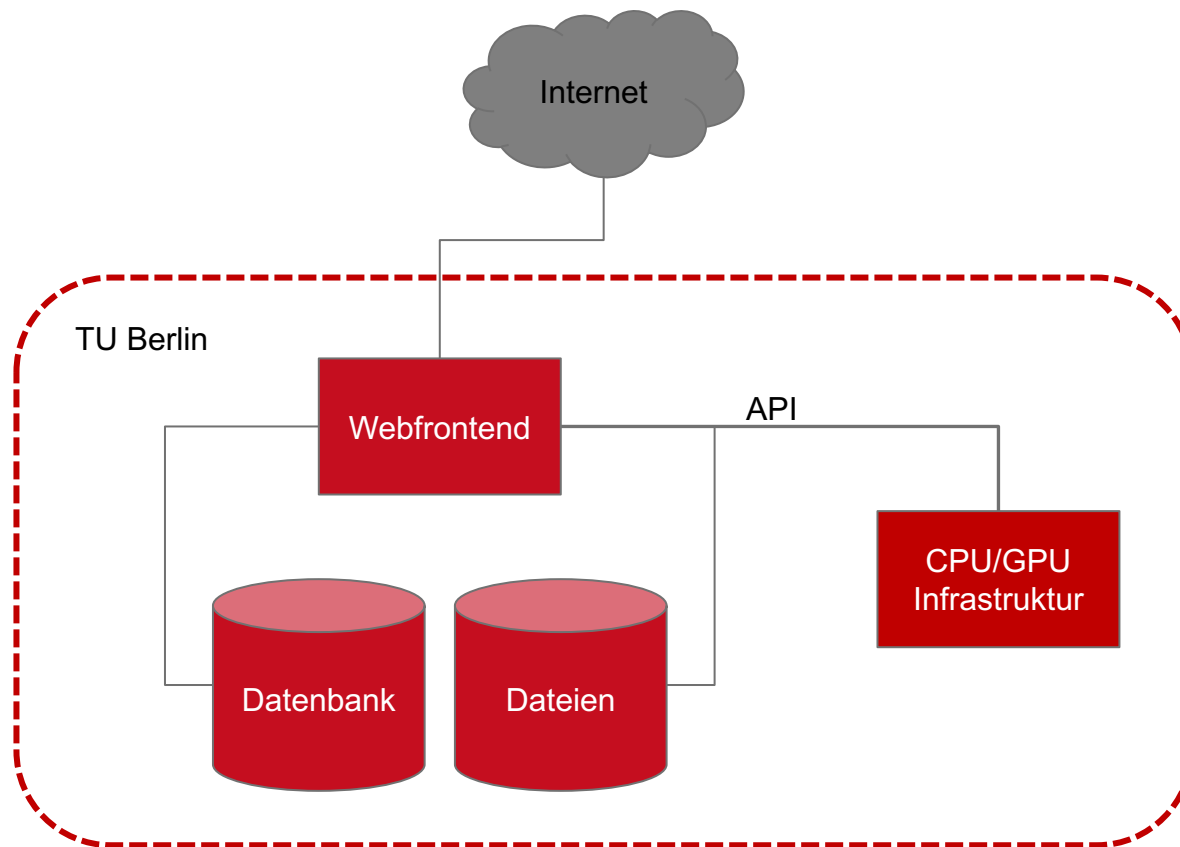 Internet
TU Berlin
Webfrontend
API
CPU/GPU
Infrastruktur
Datenbank
Dateien